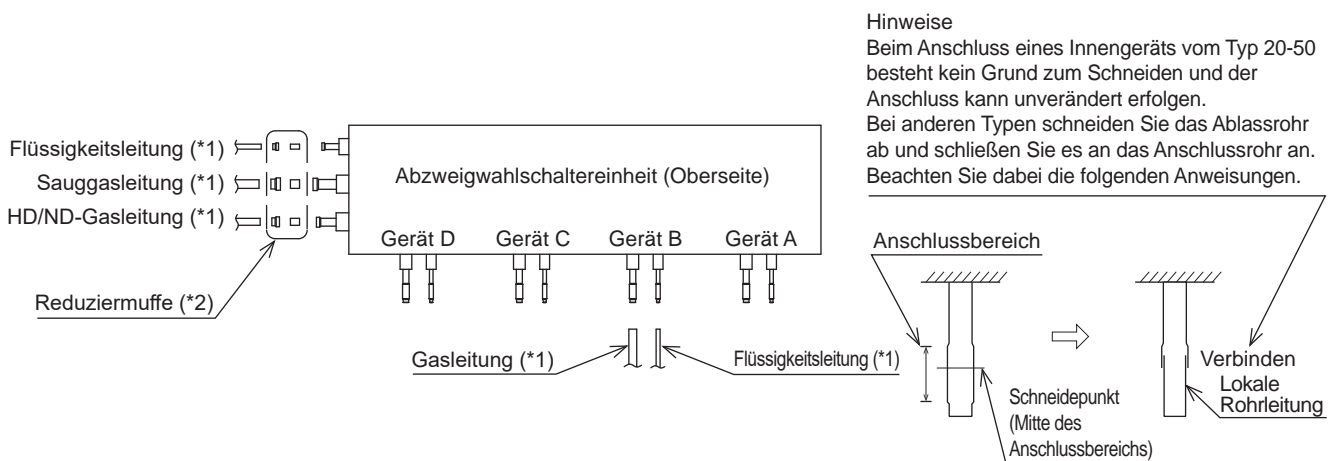 Hinweise
Beim Anschluss eines Innengeräts vom Typ 20-50
besteht kein Grund zum Schneiden und der
Anschluss kann unverändert erfolgen.
Bei anderen Typen schneiden Sie das Ablassrohr
ab und schließen Sie es an das Anschlussrohr an.
Beachten Sie dabei die folgenden Anweisungen.
Flüssigkeitsleitung (*1)
Sauggasleitung (*1)
HD/ND-Gasleitung (*1)
Abzweigwahlschaltereinheit (Oberseite)
Gerät D Gerät C Gerät B Gerät A
Reduziermuffe (*2)
Gasleitung (*1)
Flüssigkeitsleitung (*1)
Anschlussbereich
Schneidepunkt
(Mitte des
Anschlussbereichs)
Verbinden
Lokale
Rohrleitung